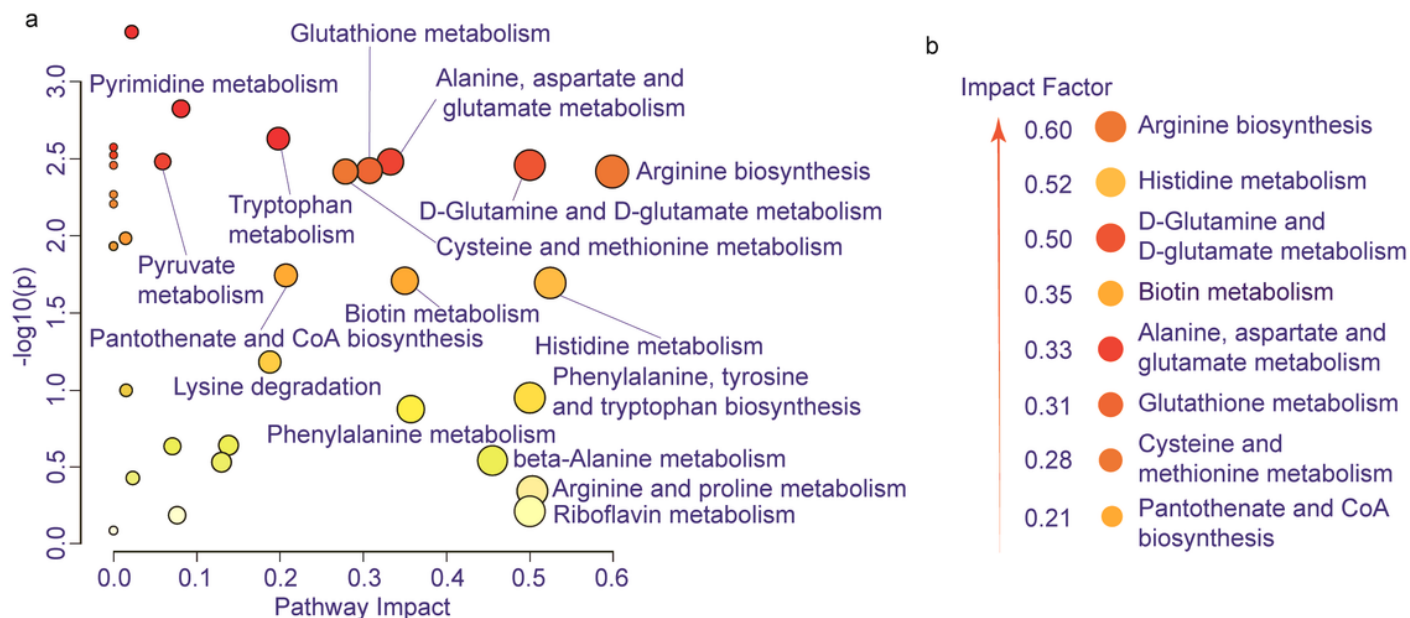 a
Glutathione metabolism
Alanine, aspartate and
glutamate metabolism
Pyrimidine metabolism
Arginine biosynthesis
D-Glutamine and D-glutamate metabolism
Tryptophan
metabolism
Cysteine and methionine metabolism
Pyruvate
metabolism
Biotin metabolism
Pantothenate and CoA biosynthesis
Histidine metabolism
Lysine degradation
Phenylalanine, tyrosine
and tryptophan biosynthesis
Phenylalanine metabolism
beta-Alanine metabolism
Arginine and proline metabolism
Riboflavin metabolism
-log10(p)
3.0
2.5
2.0
1.5
1.0
0.5
0.0
0.0 0.1 0.2 0.3 0.4 0.5 0.6
Pathway Impact
b
Impact Factor
0.60 Arginine biosynthesis
0.52 Histidine metabolism
0.50 D-Glutamine and
D-glutamate metabolism
0.35 Biotin metabolism
0.33 Alanine, aspartate and
glutamate metabolism
0.31 Glutathione metabolism
0.28 Cysteine and
methionine metabolism
0.21 Pantothenate and CoA
biosynthesis